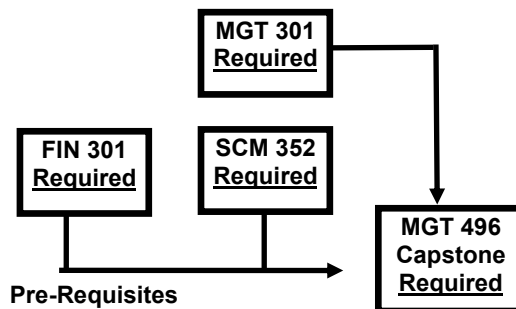 MGT 301
Required
FIN 301
Required
SCM 352
Required
MGT 496
Capstone
Required
Pre-Requisites